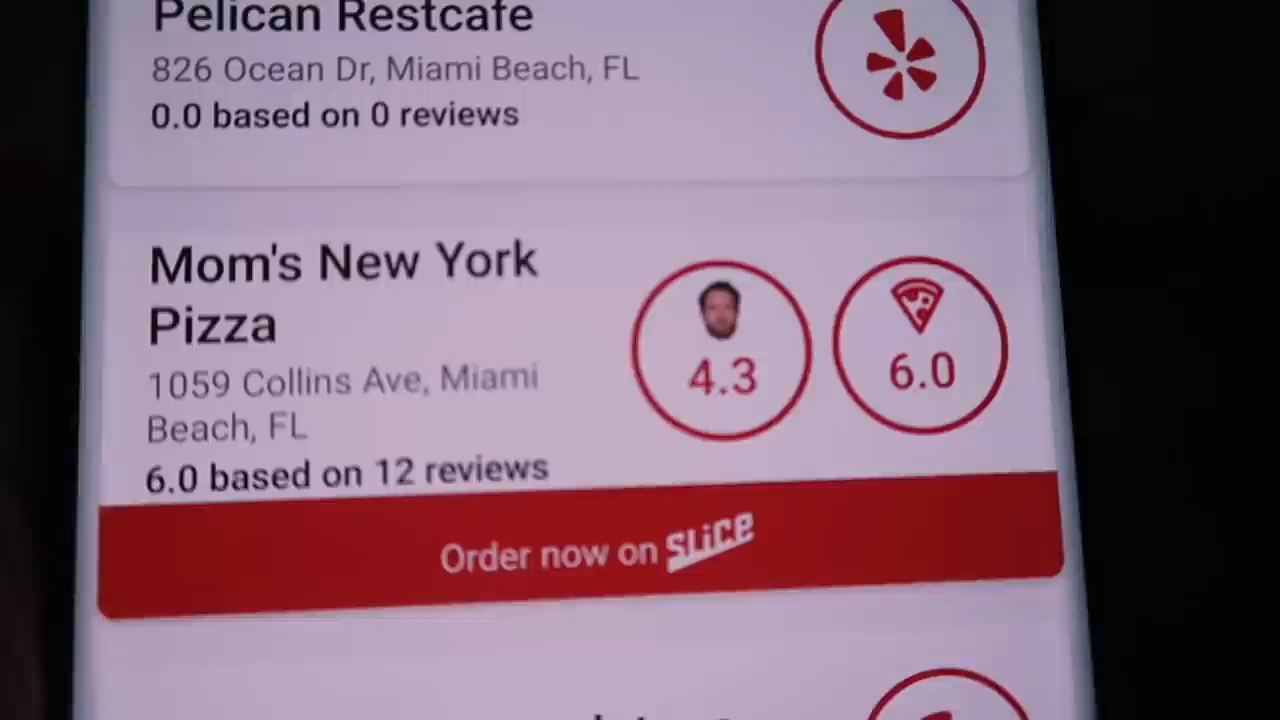 Pelican Restcafe
826 Ocean Dr, Miami Beach, FL
0.0 based on 0 reviews
Mom's New York
Pizza
1059 Collins Ave, Miami
Beach, FL
6.0 based on 12 reviews
4.3
6.0
Order now on SLiCE